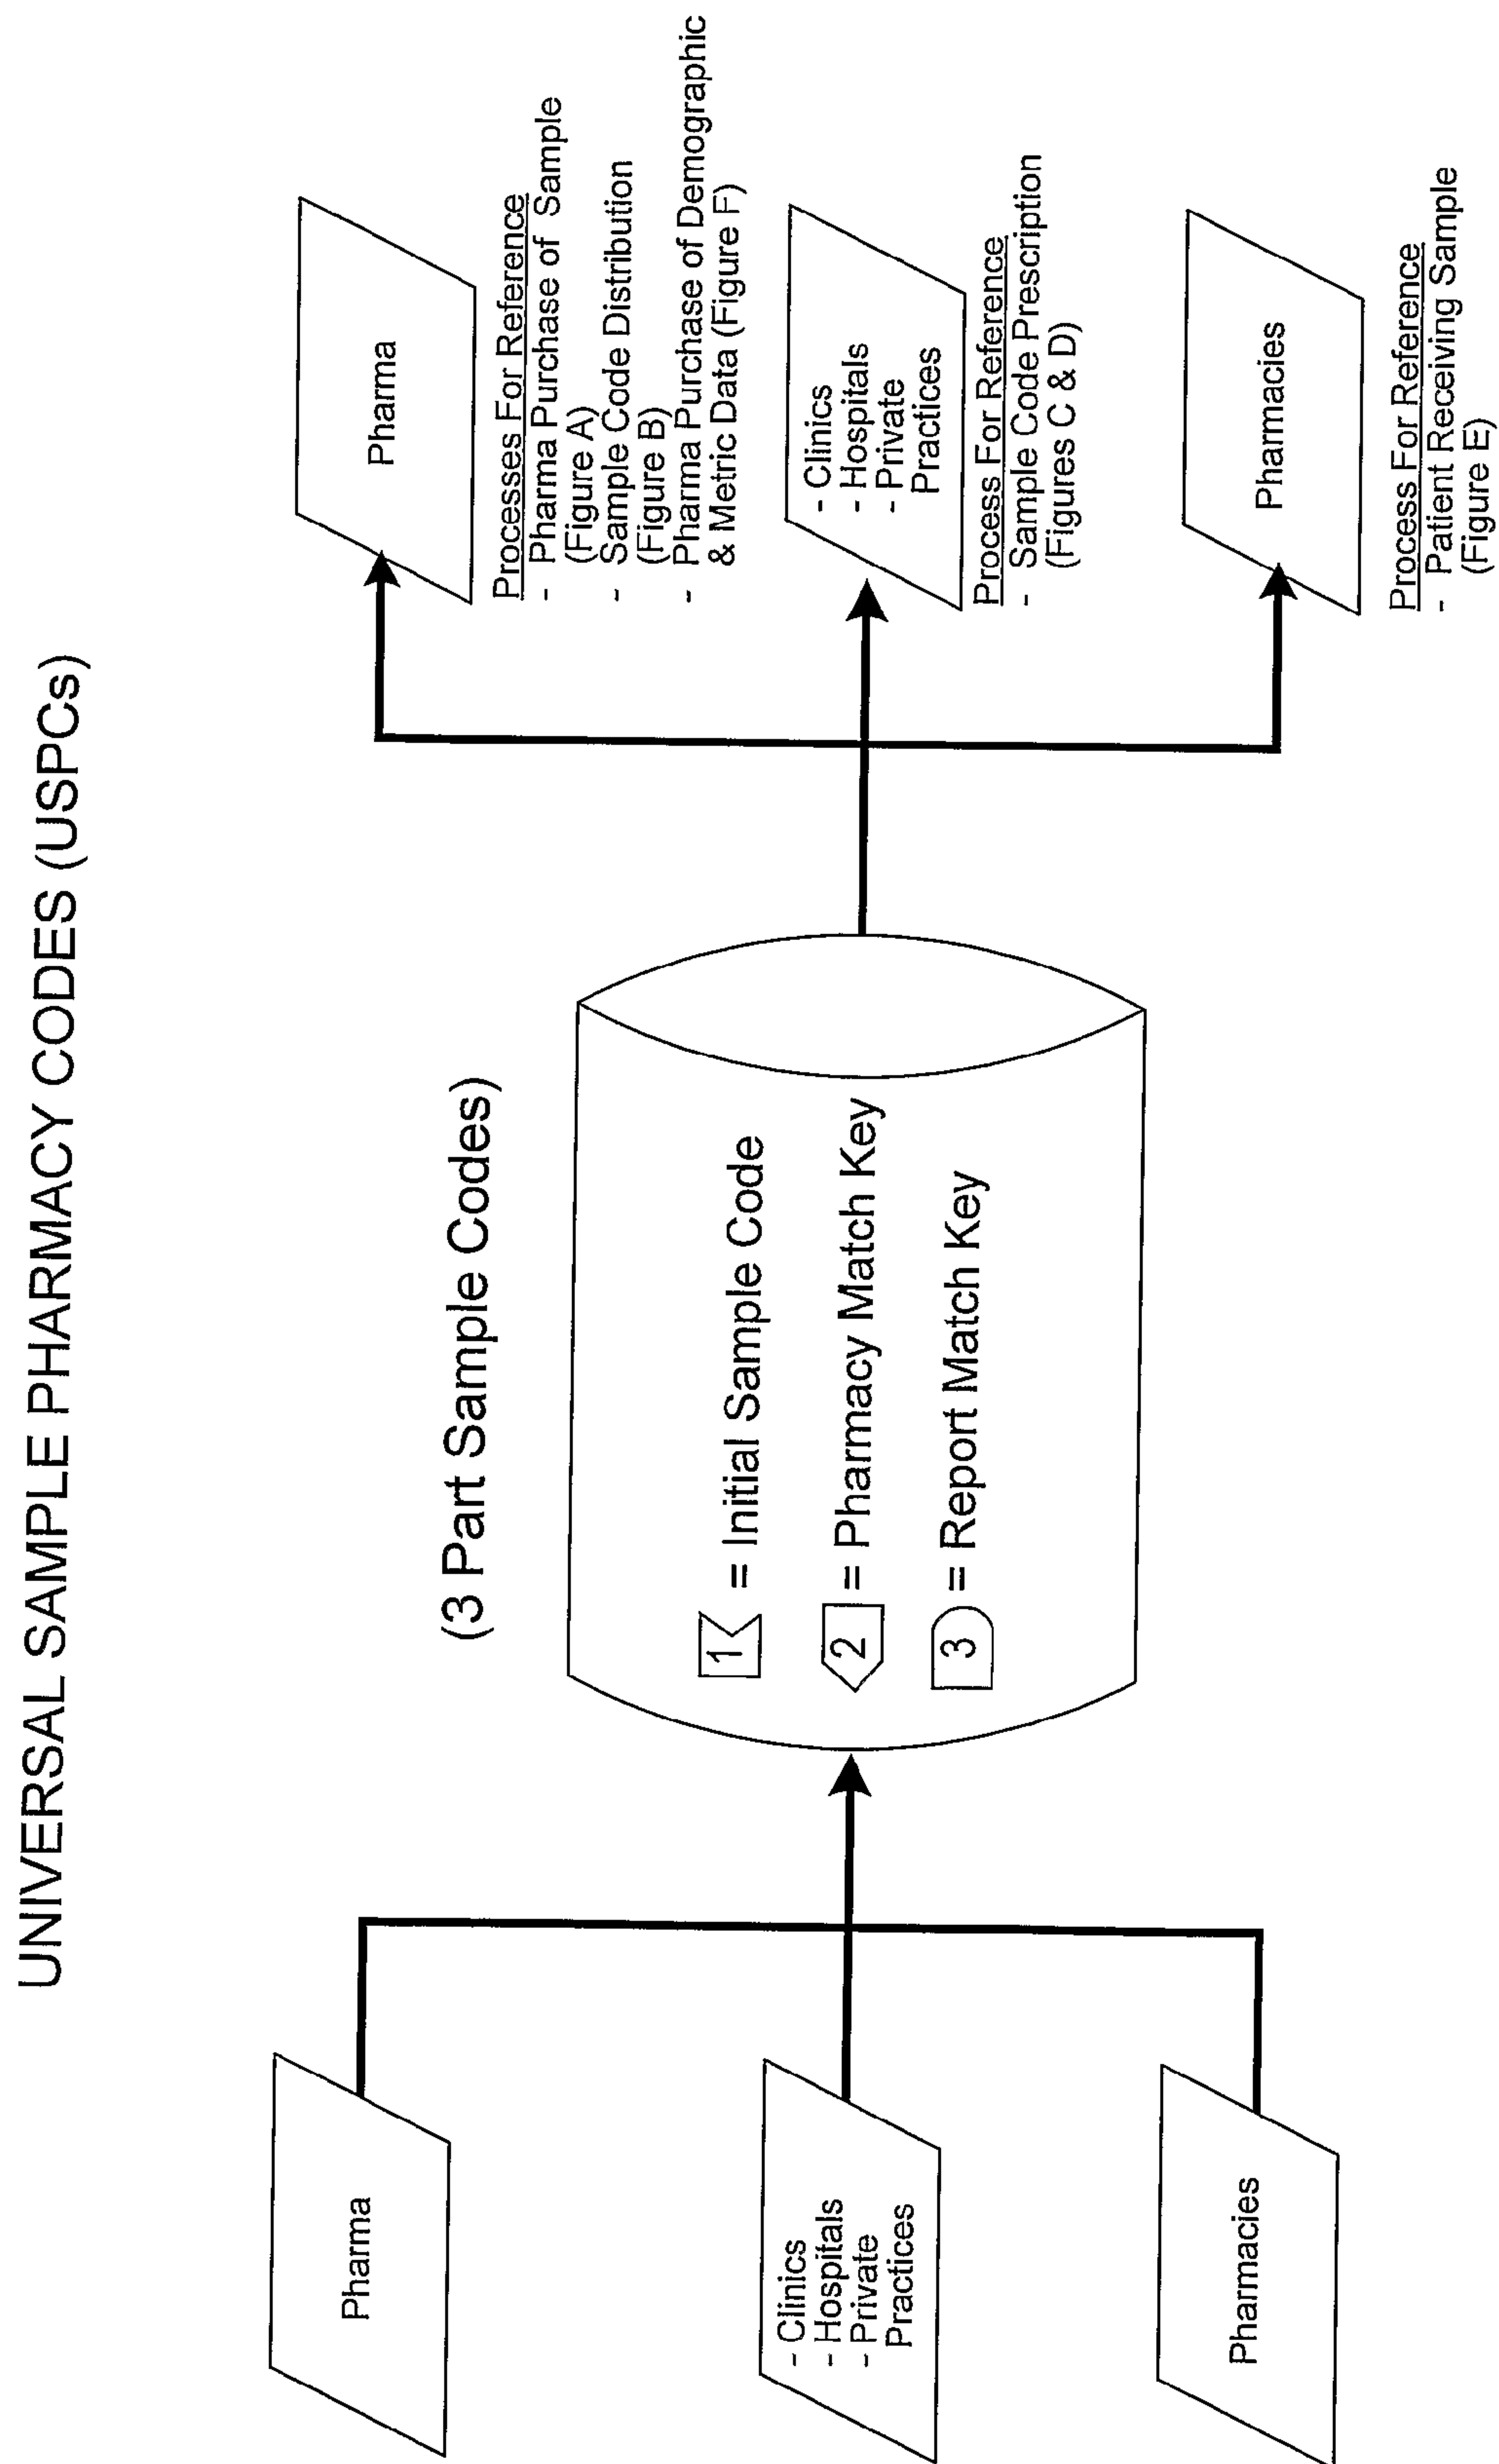 UNIVERSAL SAMPLE PHARMACY CODES (USPCs)
Pharma
- Clinics
- Hospitals
- Private
Practices
Pharmacies
(3 Part Sample Codes)
1 = Initial Sample Code
2 = Pharmacy Match Key
3 = Report Match Key
Pharma
Processes For Reference
- Pharma Purchase of Sample
(Figure A)
- Sample Code Distribution
(Figure B)
- Pharma Purchase of Demographic
& Metric Data (Figure F)
- Clinics
- Hospitals
- Private
Practices
Process For Reference
- Sample Code Prescription
(Figures C & D)
Pharmacies
Process For Reference
- Patient Receiving Sample
(Figure E)